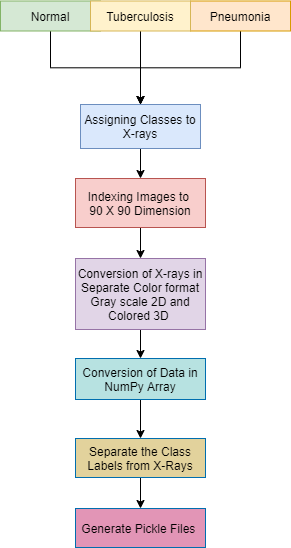 Normal Tuberculosis Pneumonia
Assigning Classes to
X-rays
Indexing Images to
90 X 90 Dimension
Conversion of X-rays in
Separate Color format
Gray scale 2D and
Colored 3D
Conversion of Data in
NumPy Array
Separate the Class
Labels from X-Rays
Generate Pickle Files